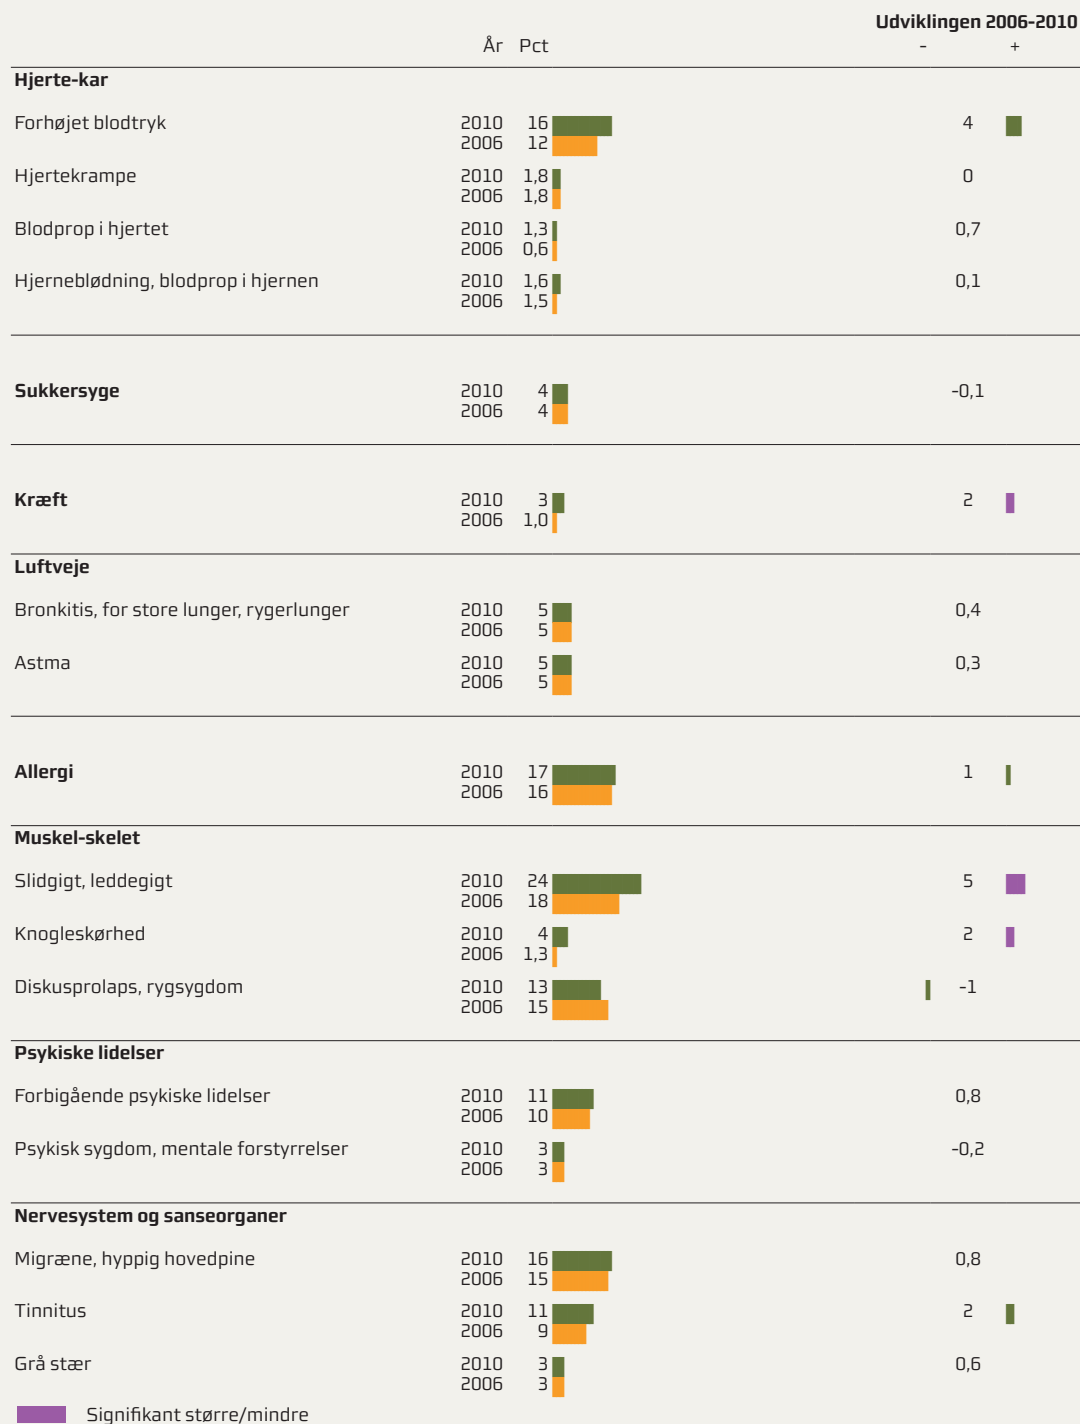 Udviklingen 2006-2010
År Pct - +
Hjerte-kar
Forhøjet blodtryk 2010 16 4
2006 12
Hjertekrampe 2010 1,8 0
2006 1,8
Blodprop i hjertet 2010 1,3 0,7
2006 0,6
Hjerneblødning, blodprop i hjernen 2010 1,6 0,1
2006 1,5
Sukkersyge 2010 4 -0,1
2006 4
Kræft 2010 3 2
2006 1,0
Luftveje
Bronkitis, for store lunger, rygerlunger 2010 5 0,4
2006 5
Astma 2010 5 0,3
2006 5
Allergi 2010 17 1
2006 16
Muskel-skelet
Slidgigt, leddegigt 2010 24 5
2006 18
Knogleskørhed 2010 4 2
2006 1,3
Diskusprolaps, rygsygdom 2010 13 -1
2006 15
Psykiske lidelser
Forbigående psykiske lidelser 2010 11 0,8
2006 10
Psykisk sygdom, mentale forstyrrelser 2010 3 -0,2
2006 3
Nervesystem og sanseorganer
Migræne, hyppig hovedpine 2010 16 0,8
2006 15
Tinnitus 2010 11 2
2006 9
Grå stær 2010 3 0,6
2006 3
Signifikant større/mindre